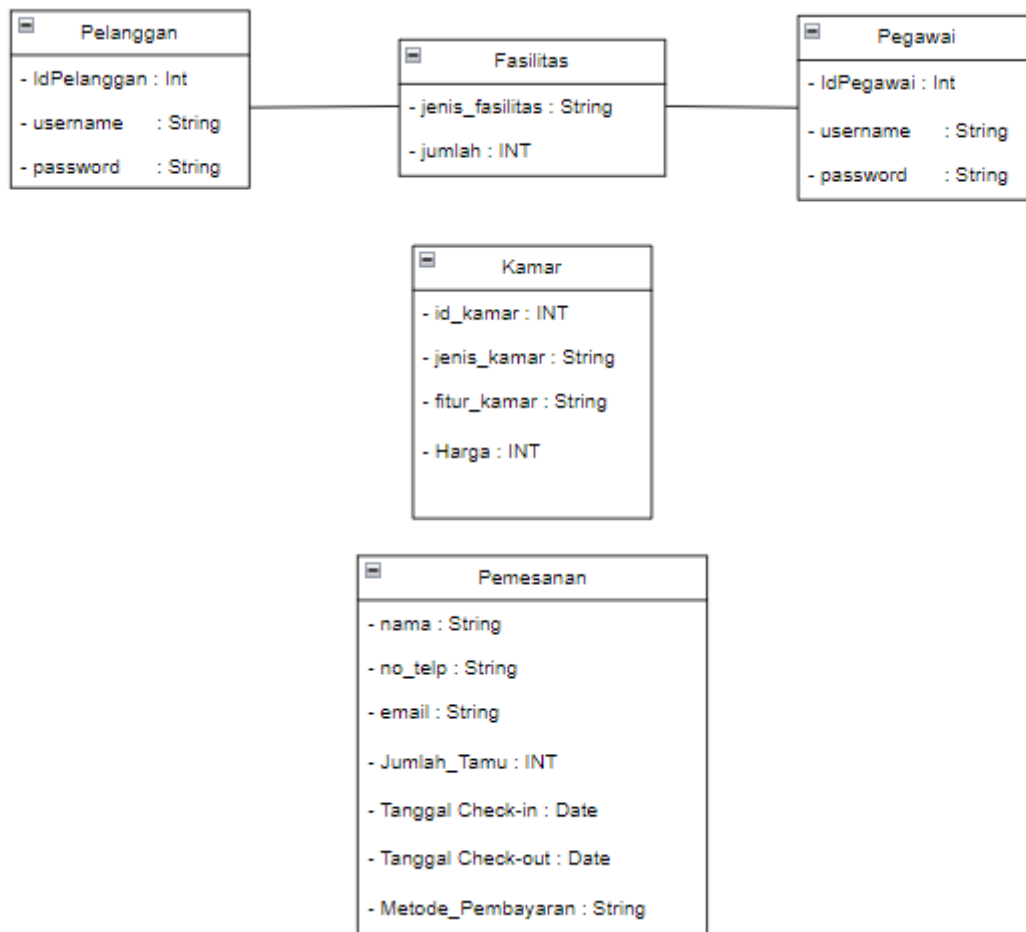 Pelanggan
- IdPelanggan : Int
- username : String
- password : String
Fasilitas
- jenis_fasilitas : String
- jumlah : INT
Pegawai
- IdPegawai : Int
- username : String
- password : String
Kamar
- id_kamar : INT
- jenis_kamar : String
- fitur_kamar : String
- Harga : INT
Pemesanan
- nama : String
- no_telp : String
- email : String
- Jumlah_Tamu : INT
- Tanggal Check-in : Date
- Tanggal Check-out : Date
- Metode_Pembayaran : String